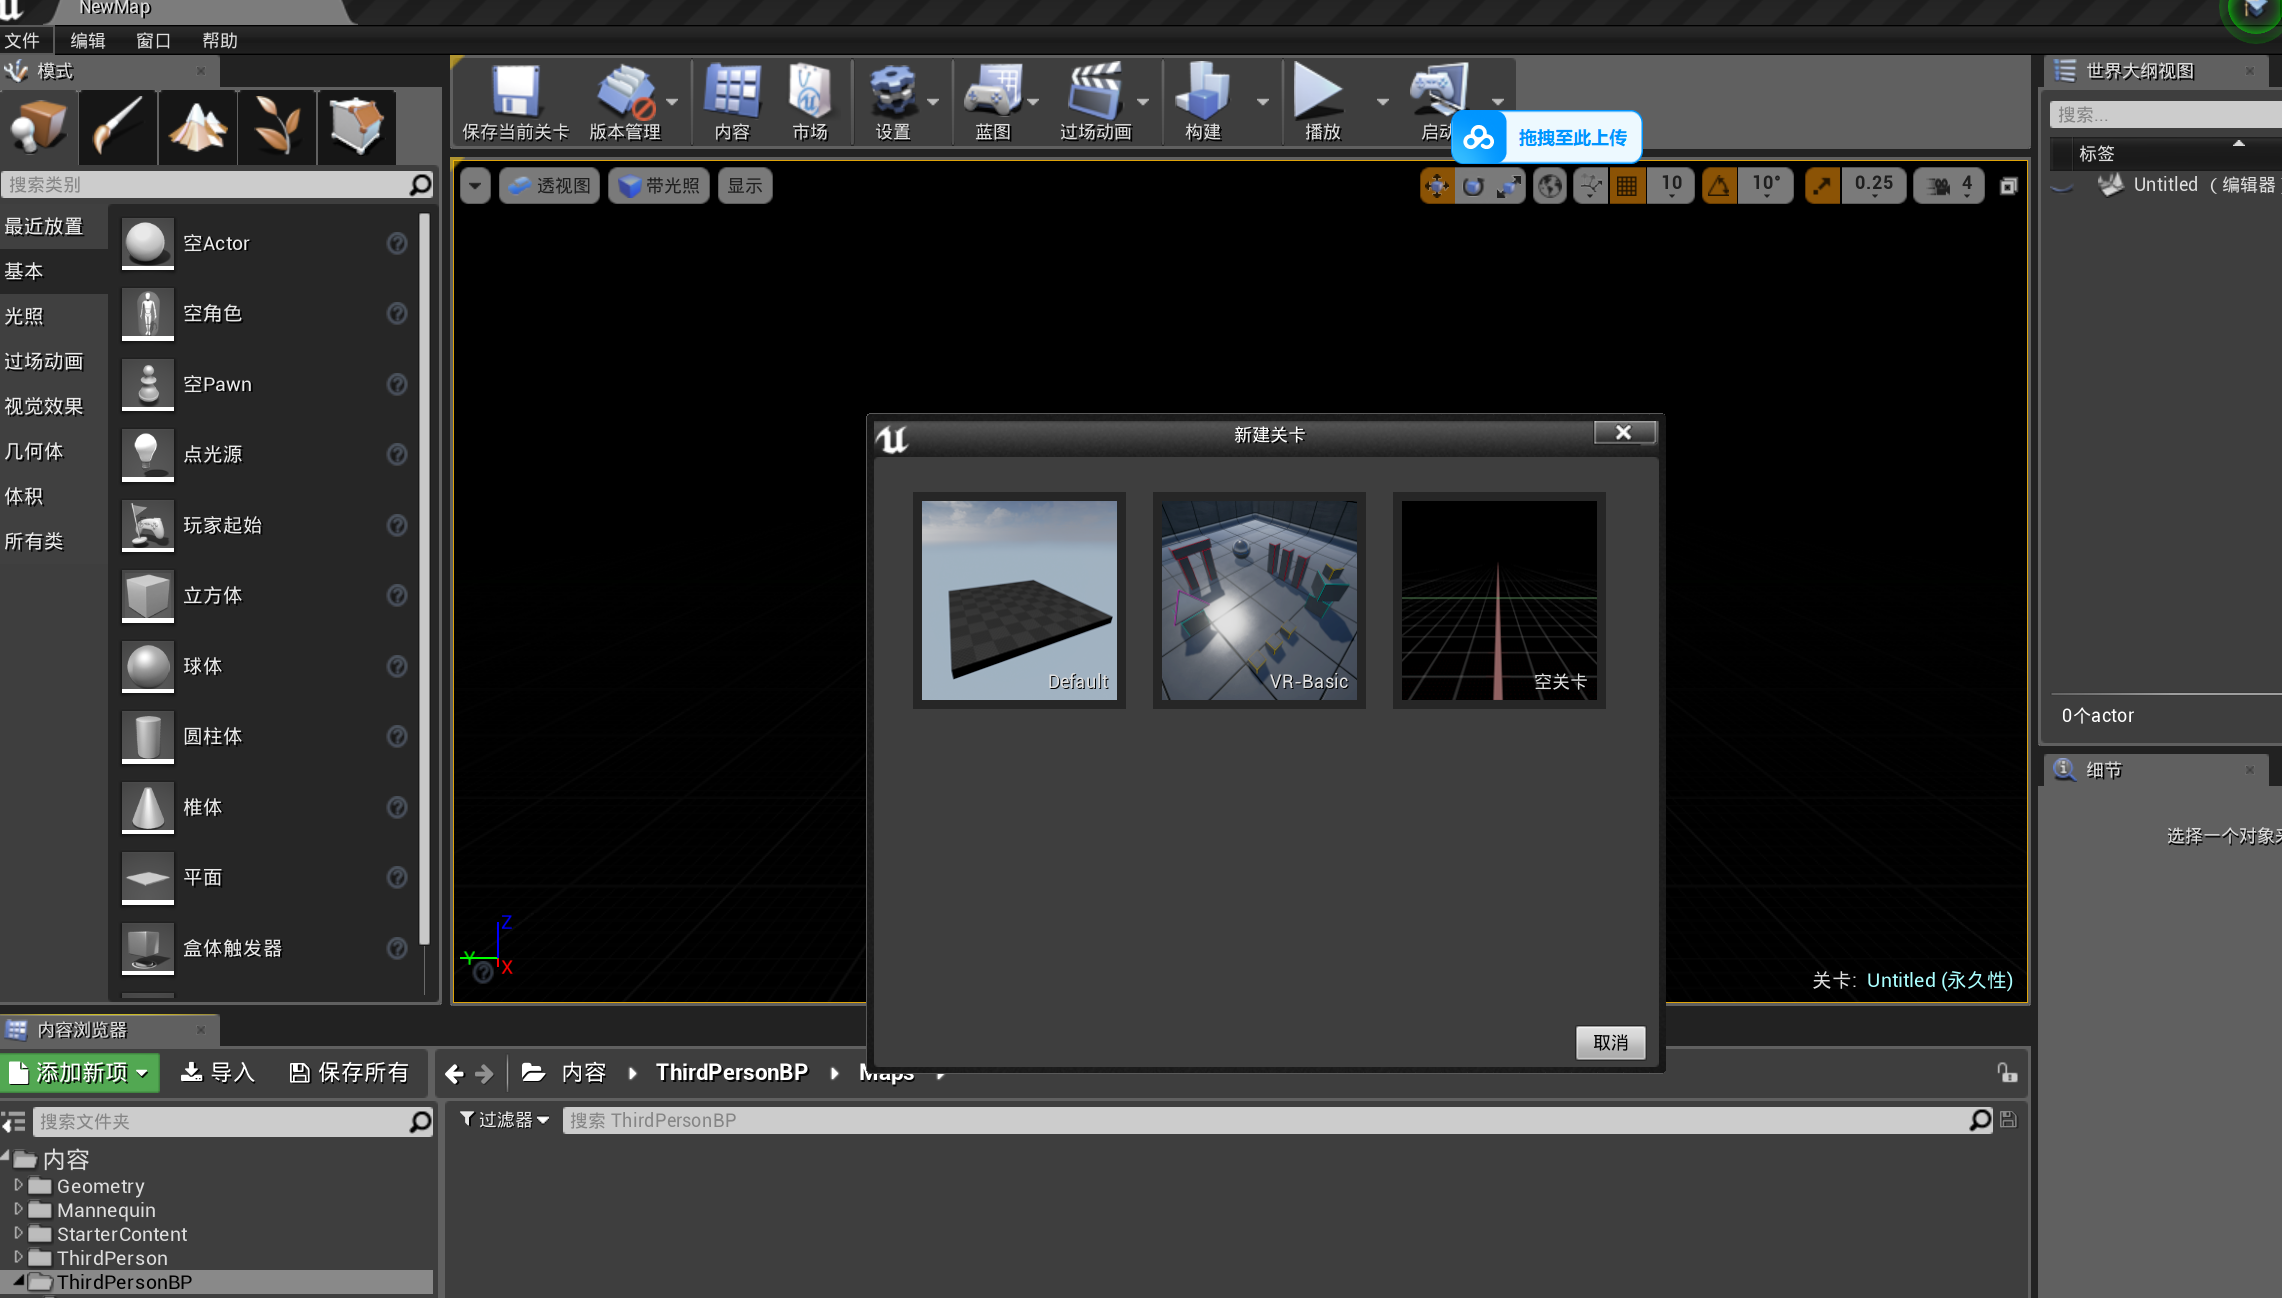 NewMap
文件 编辑 窗口 帮助
模式
保存当前关卡 版本管理 内容 市场 设置 蓝图 过场动画 构建 播放 启动
拖拽至此上传
世界大纲视图
搜索...
标签
Untitled （编辑器
搜索类别
透视图 带光照 显示
10 10° 0.25 4
最近放置
基本
光照
过场动画
视觉效果
几何体
体积
所有类
空Actor
空角色
空Pawn
点光源
玩家起始
立方体
球体
圆柱体
椎体
平面
盒体触发器
新建关卡
Default
VR-Basic
空关卡
取消
Z
Y
X
关卡: Untitled (永久性)
0个actor
细节
选择一个对象来
内容浏览器
添加新项 导入 保存所有
内容 ThirdPersonBP Maps
搜索文件夹
过滤器 搜索 ThirdPersonBP
内容
Geometry
Mannequin
StarterContent
ThirdPerson
ThirdPersonBP